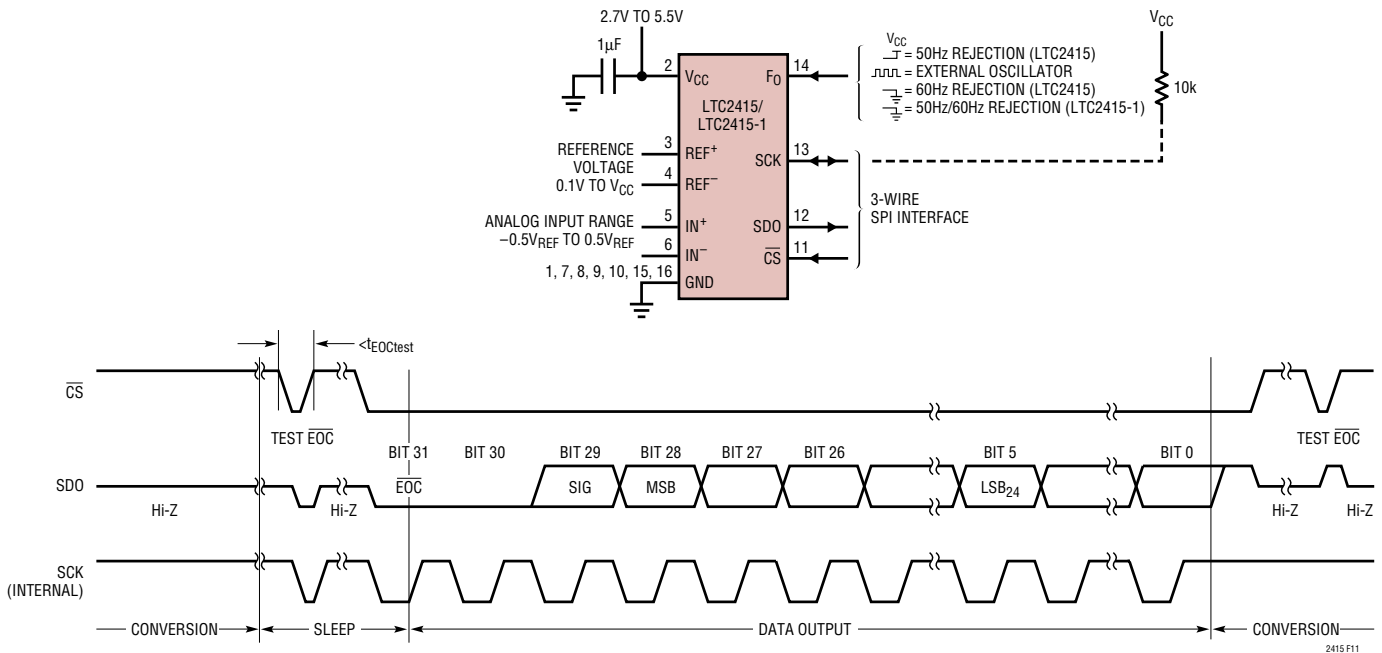 2.7V TO 5.5V
1µF
2 VCC
LTC2415/
LTC2415-1
3 REF+
REFERENCE
VOLTAGE
0.1V TO VCC
4 REF−
ANALOG INPUT RANGE
−0.5VREF TO 0.5VREF
5 IN+
6 IN−
1, 7, 8, 9, 10, 15, 16 GND
FO 14
SCK 13
SDO 12
CS 11
VCC
= 50Hz REJECTION (LTC2415)
= EXTERNAL OSCILLATOR
= 60Hz REJECTION (LTC2415)
= 50Hz/60Hz REJECTION (LTC2415-1)
3-WIRE
SPI INTERFACE
VCC
10k
<tEOCtest
CS
TEST EOC
TEST EOC
BIT 31 BIT 30 BIT 29 BIT 28 BIT 27 BIT 26 BIT 5 BIT 0
SDO
EOC SIG MSB LSB24
Hi-Z Hi-Z Hi-Z Hi-Z
SCK
(INTERNAL)
CONVERSION SLEEP DATA OUTPUT CONVERSION
2415 F11